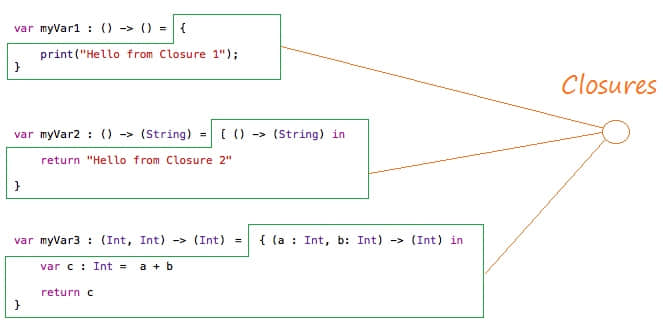 var myVar1 : () -> () = {
print("Hello from Closure 1");
}
Closures
var myVar2 : () -> (String) = [ () -> (String) in
return "Hello from Closure 2"
}
var myVar3 : (Int, Int) -> (Int) = { (a : Int, b: Int) -> (Int) in
var c : Int = a + b
return c
}